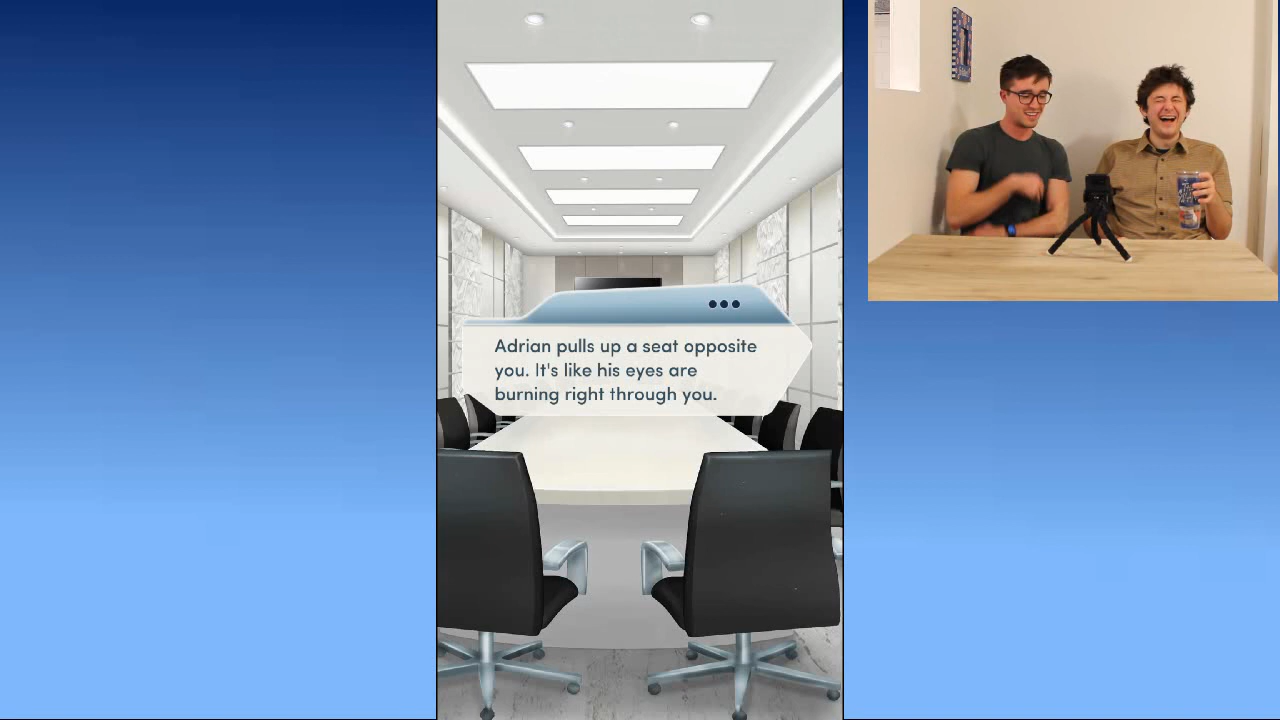 Adrian pulls up a seat opposite
you. It's like his eyes are
burning right through you.